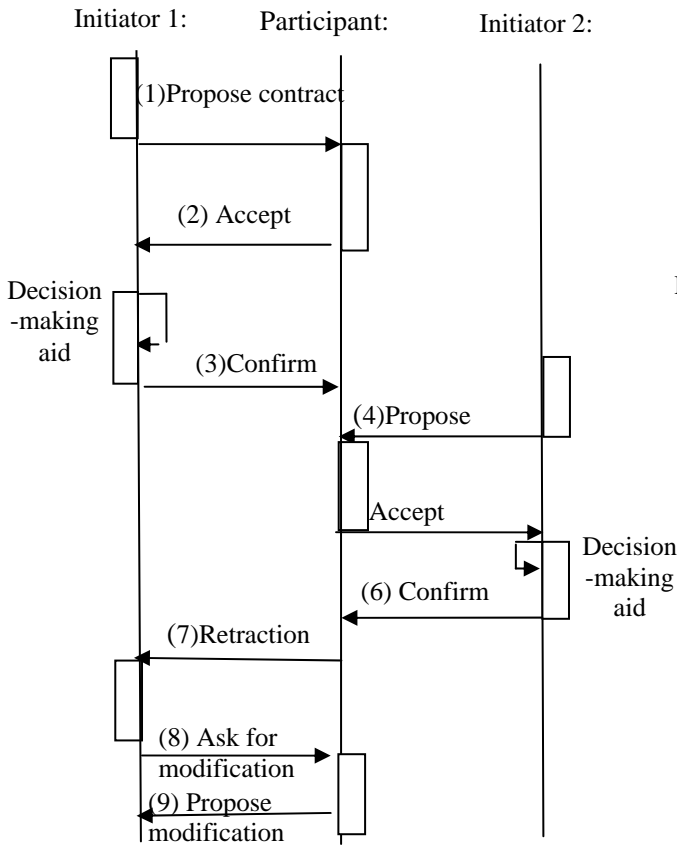 Initiator 1:
Participant:
Initiator 2:
(1)Propose contract
(2) Accept
Decision
-making
aid
(3)Confirm
(4)Propose
Accept
Decision
-making
aid
(6) Confirm
(7)Retraction
(8) Ask for
modification
(9) Propose
modification